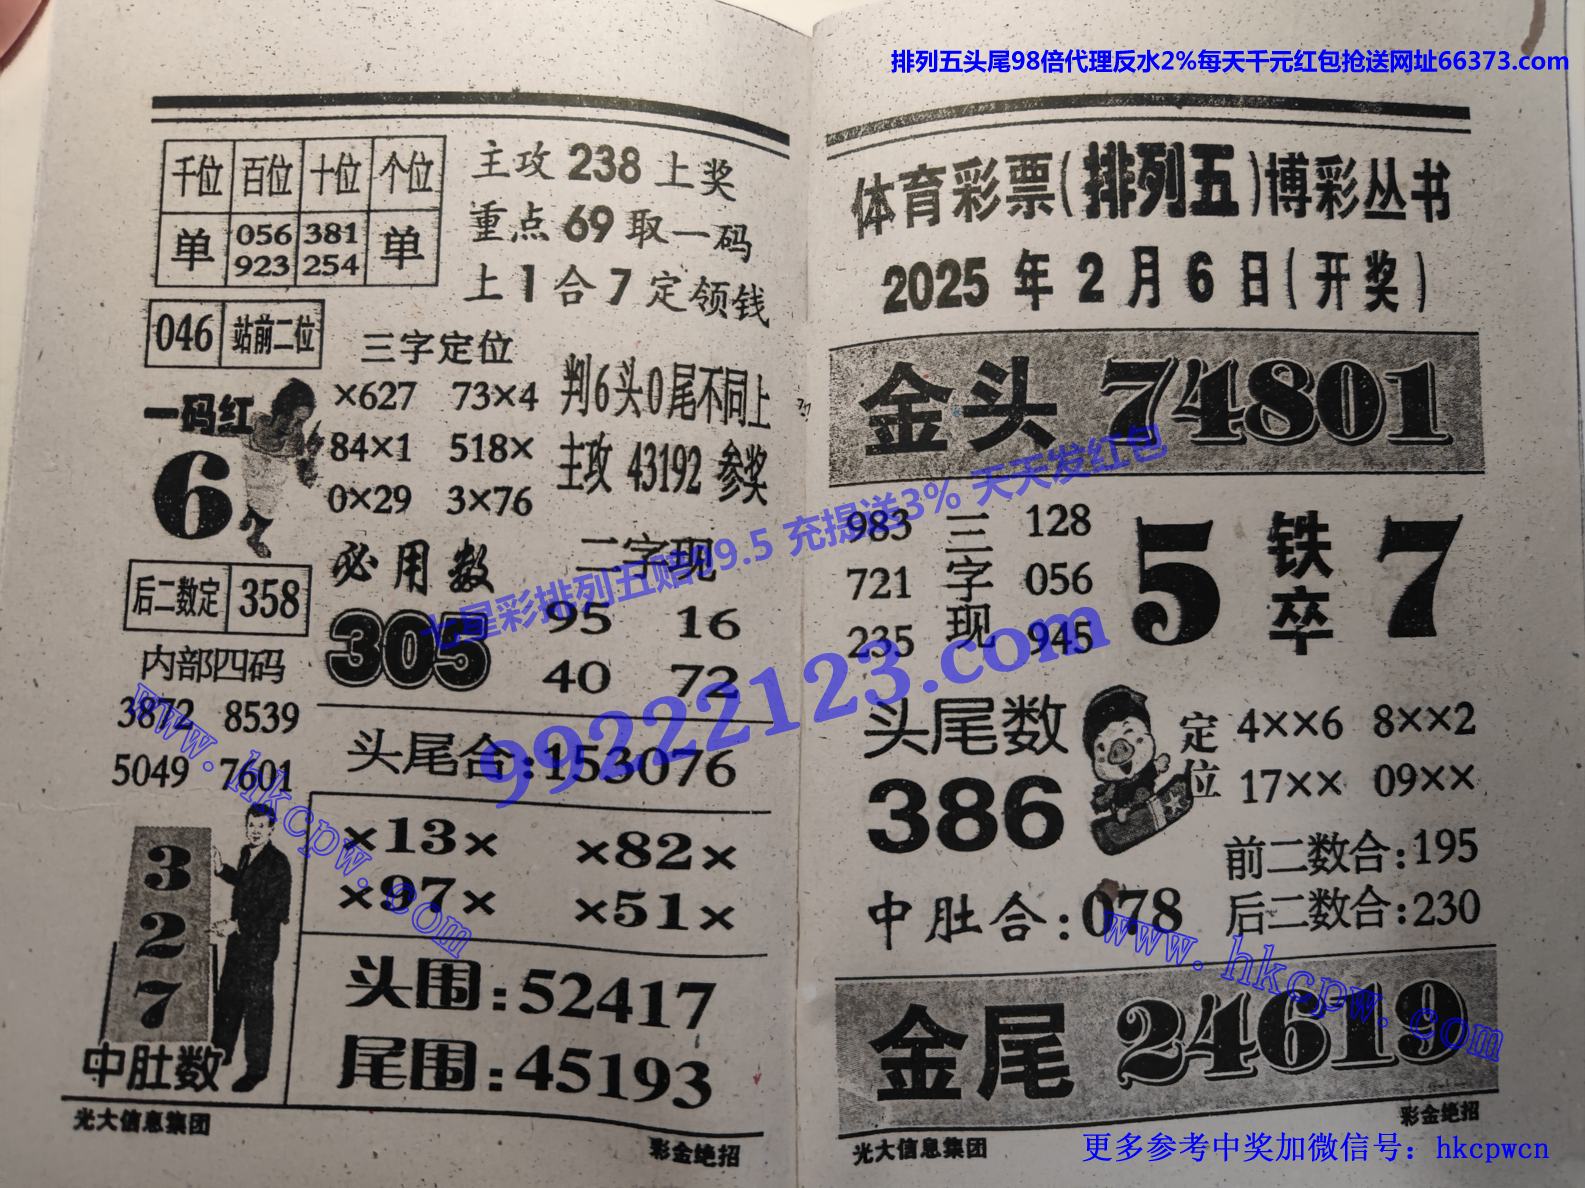 排列五头尾98倍代理反水2%每天千元红包抢送网址66373.com
千位 百位 十位 个位
单 056 381 单
923 254
主攻 238 上奖
重点 69 取一码
上 1 合 7 定领钱
046 站前二位
三字定位
×627 73×4
84×1 518×
0×29 3×76
判6头0尾不同上
主攻 43192 参奖
一码红
6
必用数
305
二字现
95 16
40 72
后二数定 358
内部四码
3872 8539
5049 7601
头尾合:153076
×13× ×82×
×97× ×51×
3
2
7
中肚数
头围:52417
尾围:45193
光大信息集团
彩金绝招
体育彩票(排列五)博彩丛书
2025年2月6日(开奖)
金头 74801
983 三 128
721 字 056
235 现 945
5 铁卒 7
头尾数
386
定位
4××6 8××2
17×× 09××
中肚合:078
前二数合:195
后二数合:230
金尾 24619
光大信息集团
彩金绝招
七星彩排列五赔99.5 充提送3% 天天发红包
99222123.com
www.hkcpw.com
www.hkcpw.com
更多参考中奖加微信号：hkcpwcn